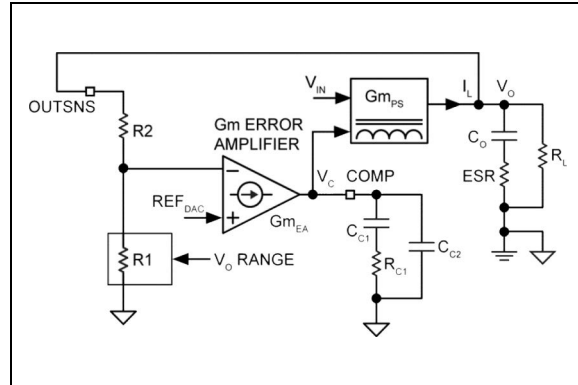 V_IN
Gm_PS
I_L
V_O
OUTSNS
R2
Gm ERROR
AMPLIFIER
C_O
R_L
ESR
V_C
COMP
−
REF_DAC
+
Gm_EA
C_C1
C_C2
R_C1
R1
V_O RANGE